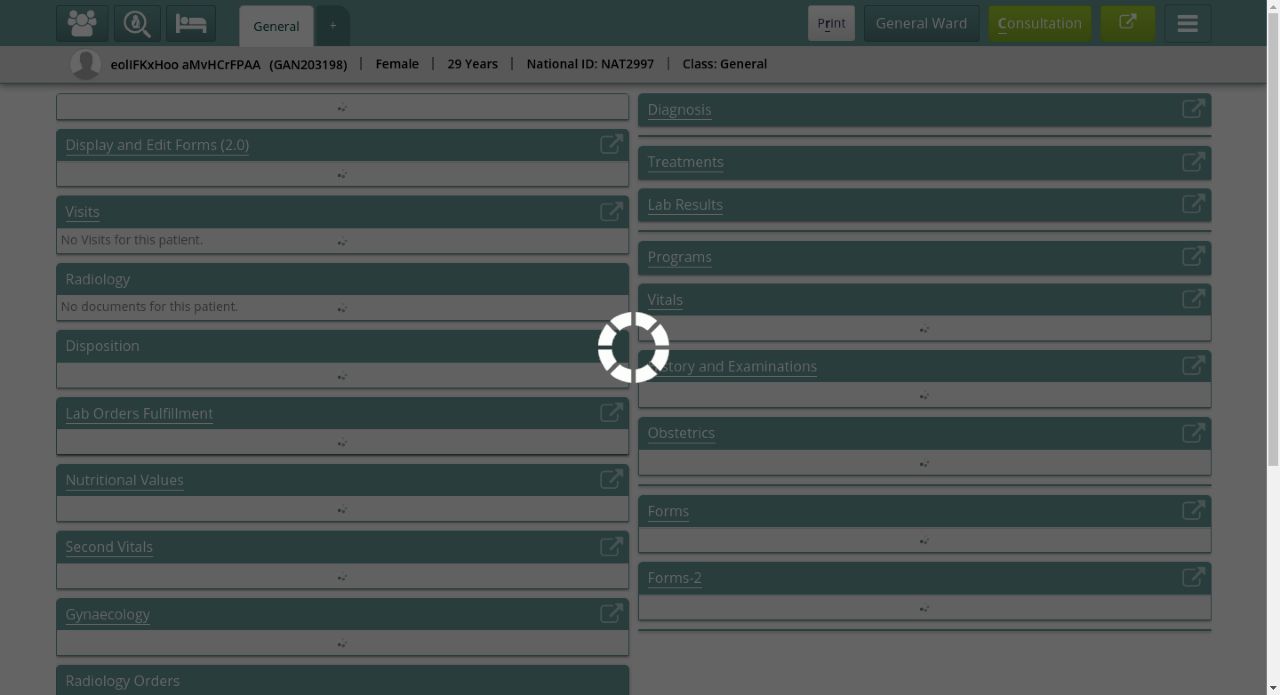 General
+
Print
General Ward
Consultation
eolIFKxHoo aMvHCrFPAA (GAN203198) | Female | 29 Years | National ID: NAT2997 | Class: General
Display and Edit Forms (2.0)
Visits
No Visits for this patient.
Radiology
No documents for this patient.
Disposition
Lab Orders Fulfillment
Nutritional Values
Second Vitals
Gynaecology
Radiology Orders
Diagnosis
Treatments
Lab Results
Programs
Vitals
story and Examinations
Obstetrics
Forms
Forms-2